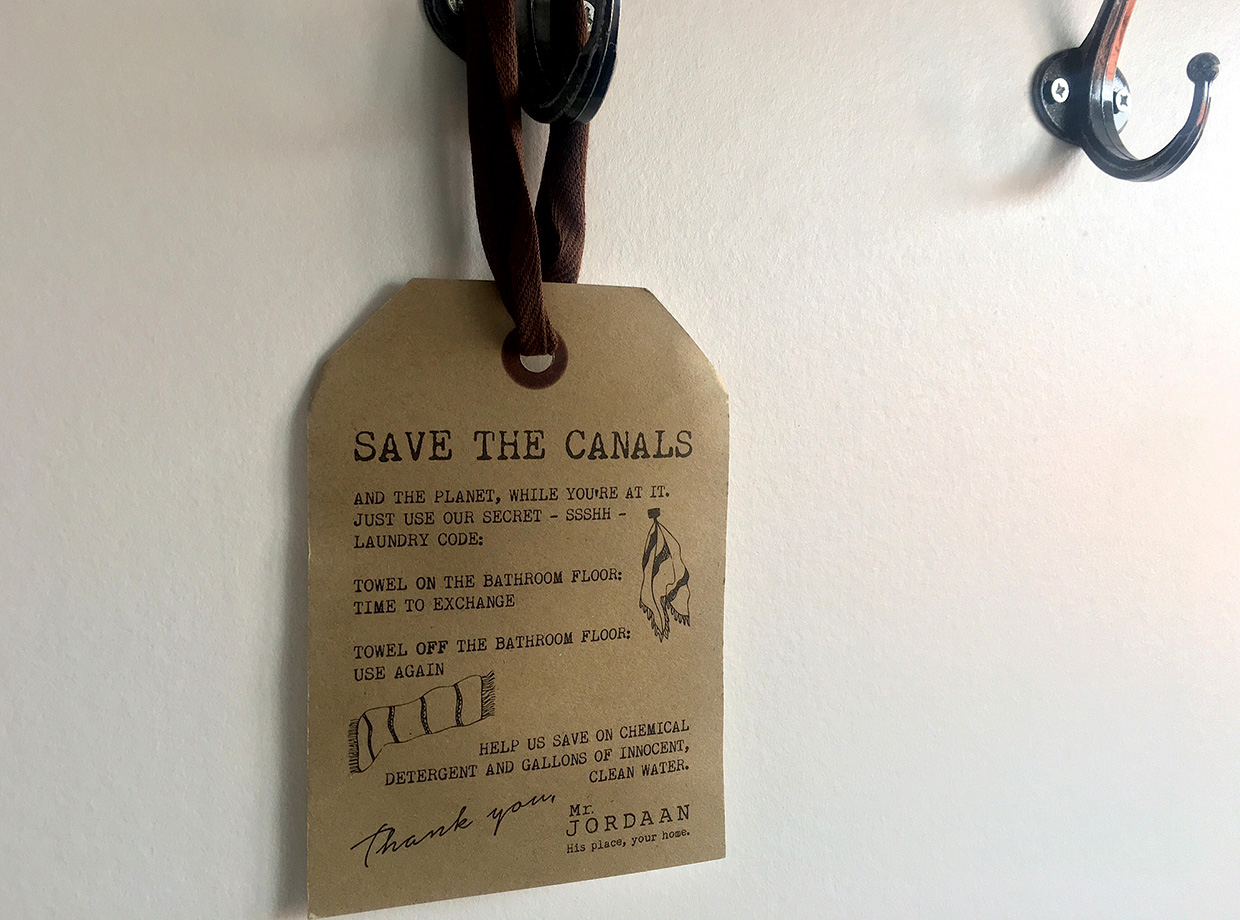 SAVE THE CANALS
AND THE PLANET, WHILE YOU'RE AT IT.
JUST USE OUR SECRET - SSSHH -
LAUNDRY CODE:
TOWEL ON THE BATHROOM FLOOR:
TIME TO EXCHANGE
TOWEL OFF THE BATHROOM FLOOR:
USE AGAIN
HELP US SAVE ON CHEMICAL
DETERGENT AND GALLONS OF INNOCENT,
CLEAN WATER.
Thank you,
Mr.
JORDAAN
His place, your home.